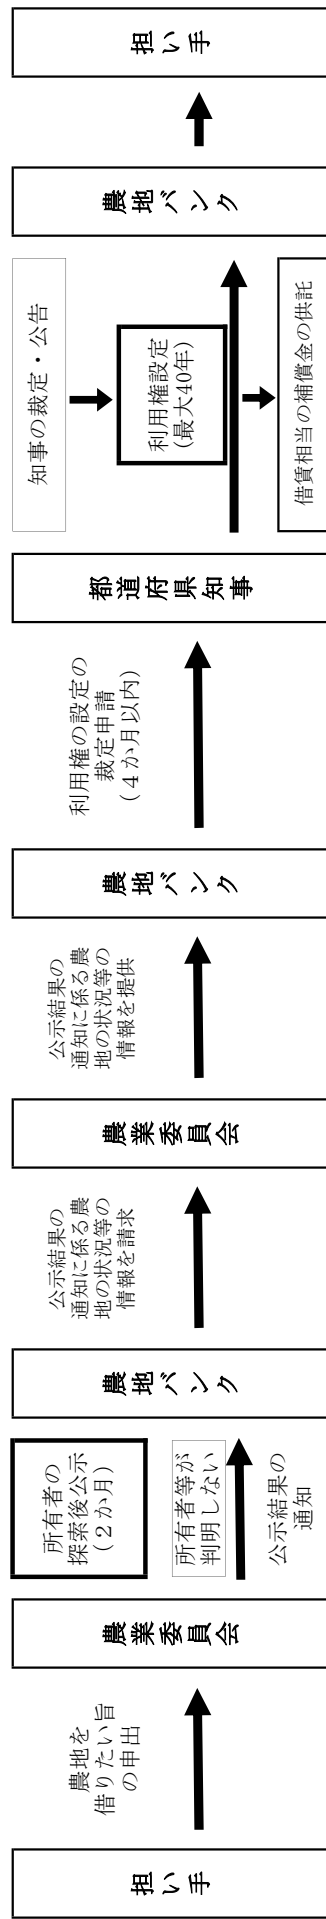 担い手
農地を
借りたい旨
の申出
農業委員会
所有者の
探索後公示
(2か月)
所有者等が
判明しない
公示結果の
通知
農地バンク
公示結果の
通知に係る農
地の状況等の
情報を請求
農業委員会
公示結果の
通知に係る農
地の状況等の
情報を提供
農地バンク
利用権の設定の
裁定申請
(4か月以内)
都道府県知事
知事の裁定・公告
利用権設定
(最大40年)
借賃相当の補償金の供託
農地バンク
担い手